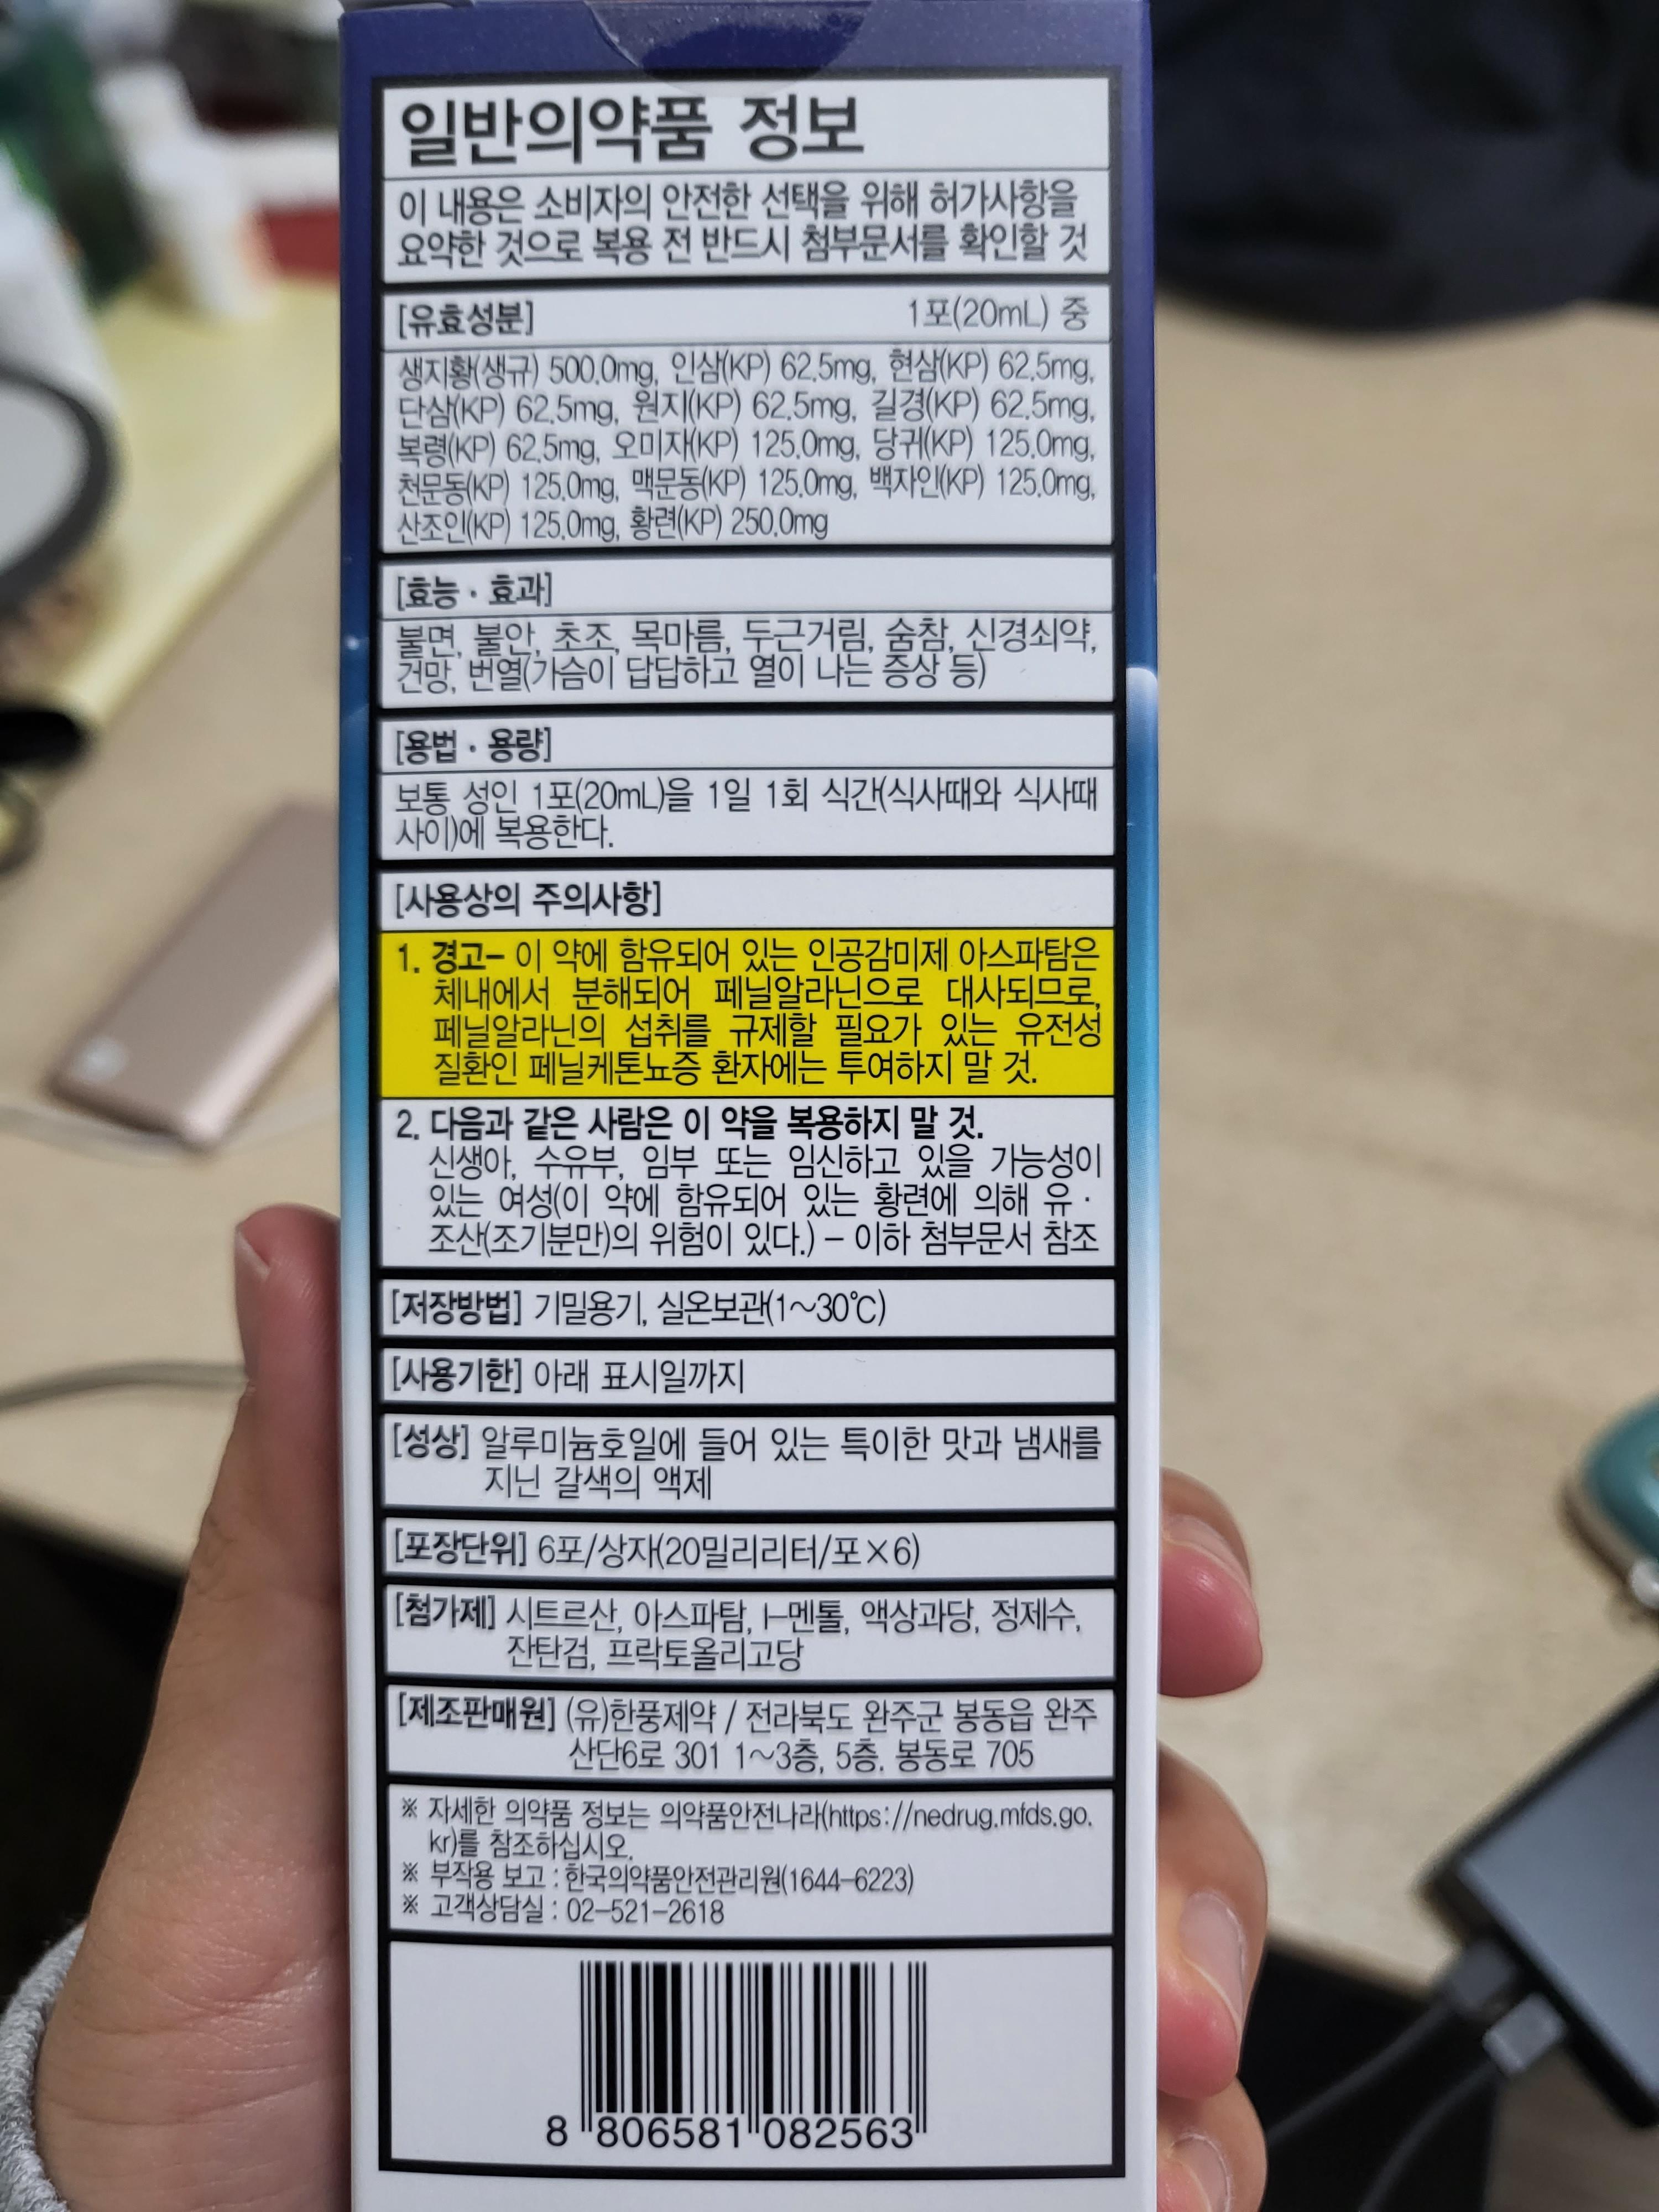 일반의약품 정보
이 내용은 소비자의 안전한 선택을 위해 허가사항을
요약한 것으로 복용 전 반드시 첨부문서를 확인할 것
[유효성분] 1포(20mL) 중
생지황(생규) 500.0mg, 인삼(KP) 62.5mg, 현삼(KP) 62.5mg,
단삼(KP) 62.5mg, 원지(KP) 62.5mg, 길경(KP) 62.5mg,
복령(KP) 62.5mg, 오미자(KP) 125.0mg, 당귀(KP) 125.0mg,
천문동(KP) 125.0mg, 맥문동(KP) 125.0mg, 백자인(KP) 125.0mg,
산조인(KP) 125.0mg, 황련(KP) 250.0mg
[효능 · 효과]
불면, 불안, 초조, 목마름, 두근거림, 숨참, 신경쇠약,
건망, 번열(가슴이 답답하고 열이 나는 증상 등)
[용법 · 용량]
보통 성인 1포(20mL)을 1일 1회 식간(식사때와 식사때
사이)에 복용한다.
[사용상의 주의사항]
1. 경고- 이 약에 함유되어 있는 인공감미제 아스파탐은
체내에서 분해되어 페닐알라닌으로 대사되므로,
페닐알라닌의 섭취를 규제할 필요가 있는 유전성
질환인 페닐케톤뇨증 환자에는 투여하지 말 것.
2. 다음과 같은 사람은 이 약을 복용하지 말 것.
신생아, 수유부, 임부 또는 임신하고 있을 가능성이
있는 여성(이 약에 함유되어 있는 황련에 의해 유 ·
조산(조기분만)의 위험이 있다.) - 이하 첨부문서 참조
[저장방법] 기밀용기, 실온보관(1~30℃)
[사용기한] 아래 표시일까지
[성상] 알루미늄호일에 들어 있는 특이한 맛과 냄새를
지닌 갈색의 액제
[포장단위] 6포/상자(20밀리리터/포×6)
[첨가제] 시트르산, 아스파탐, l-멘톨, 액상과당, 정제수,
잔탄검, 프락토올리고당
[제조판매원] (유)한풍제약 / 전라북도 완주군 봉동읍 완주
산단6로 301 1~3층, 5층. 봉동로 705
※ 자세한 의약품 정보는 의약품안전나라(https://nedrug.mfds.go.
kr)를 참조하십시오.
※ 부작용 보고 : 한국의약품안전관리원(1644-6223)
※ 고객상담실 : 02-521-2618
8 806581 082563